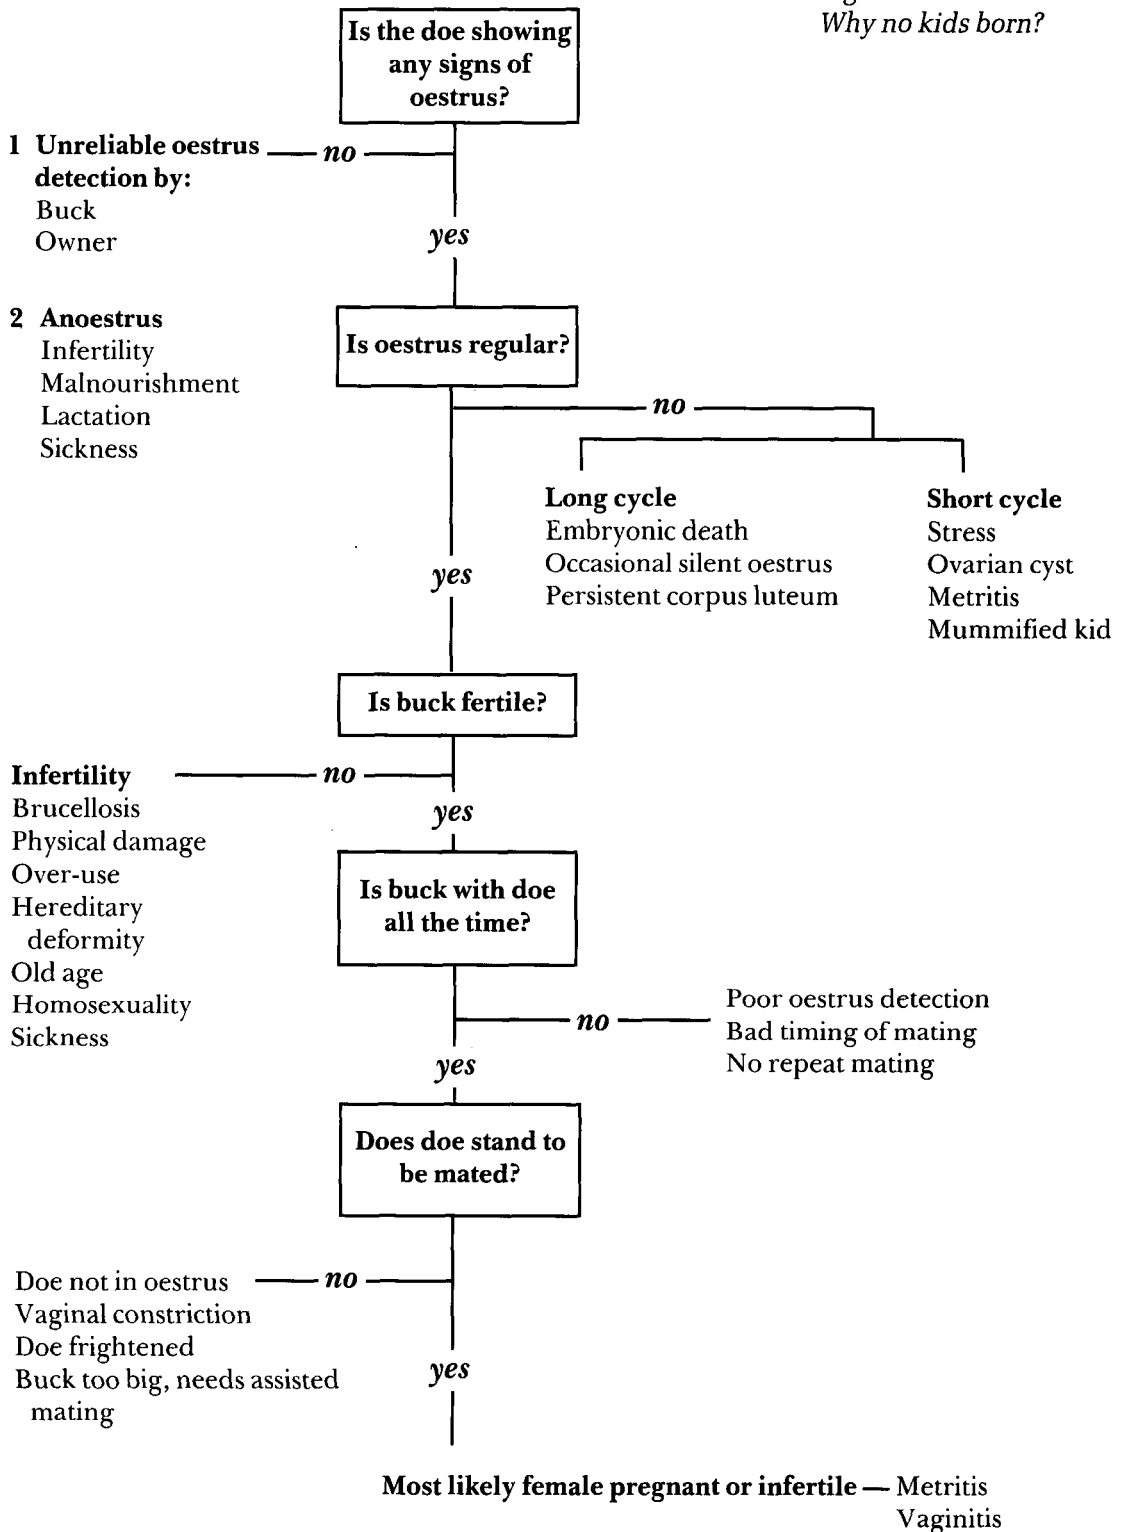 Why no kids born?
Is the doe showing
any signs of
oestrus?
1 Unreliable oestrus
no
detection by:
Buck
Owner
yes
2 Anoestrus
Infertility
Malnourishment
Lactation
Sickness
Is oestrus regular?
no
Long cycle
Embryonic death
Occasional silent oestrus
Persistent corpus luteum
Short cycle
Stress
Ovarian cyst
Metritis
Mummified kid
yes
Is buck fertile?
Infertility
no
Brucellosis
Physical damage
Over-use
Hereditary
deformity
Old age
Homosexuality
Sickness
yes
Is buck with doe
all the time?
no
Poor oestrus detection
Bad timing of mating
No repeat mating
yes
Does doe stand to
be mated?
Doe not in oestrus
no
Vaginal constriction
Doe frightened
Buck too big, needs assisted
mating
yes
Most likely female pregnant or infertile — Metritis
Vaginitis